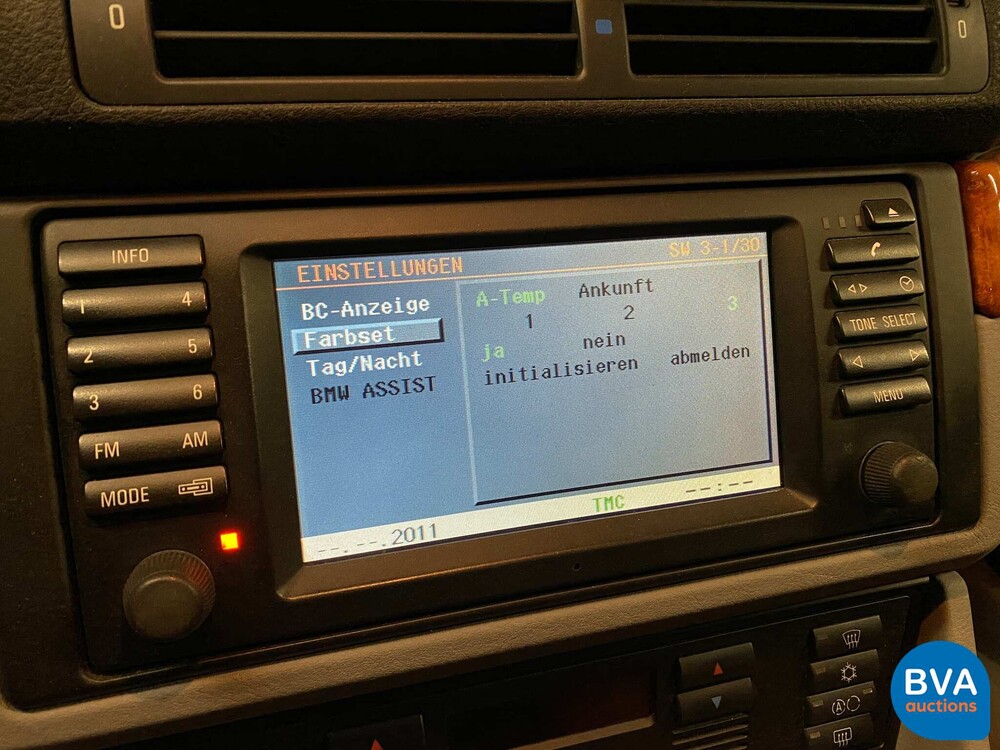 0
0
INFO
1 4
2 5
3 6
FM AM
MODE
EINSTELLUNGEN
SW 3-1/30
BC-Anzeige
Farbset
Tag/Nacht
BMW ASSIST
A-Temp Ankunft
1 2 3
ja nein
initialisieren abmelden
--.--.2011
TMC
--:--
TONE SELECT
MENU
A
BVA
auctions